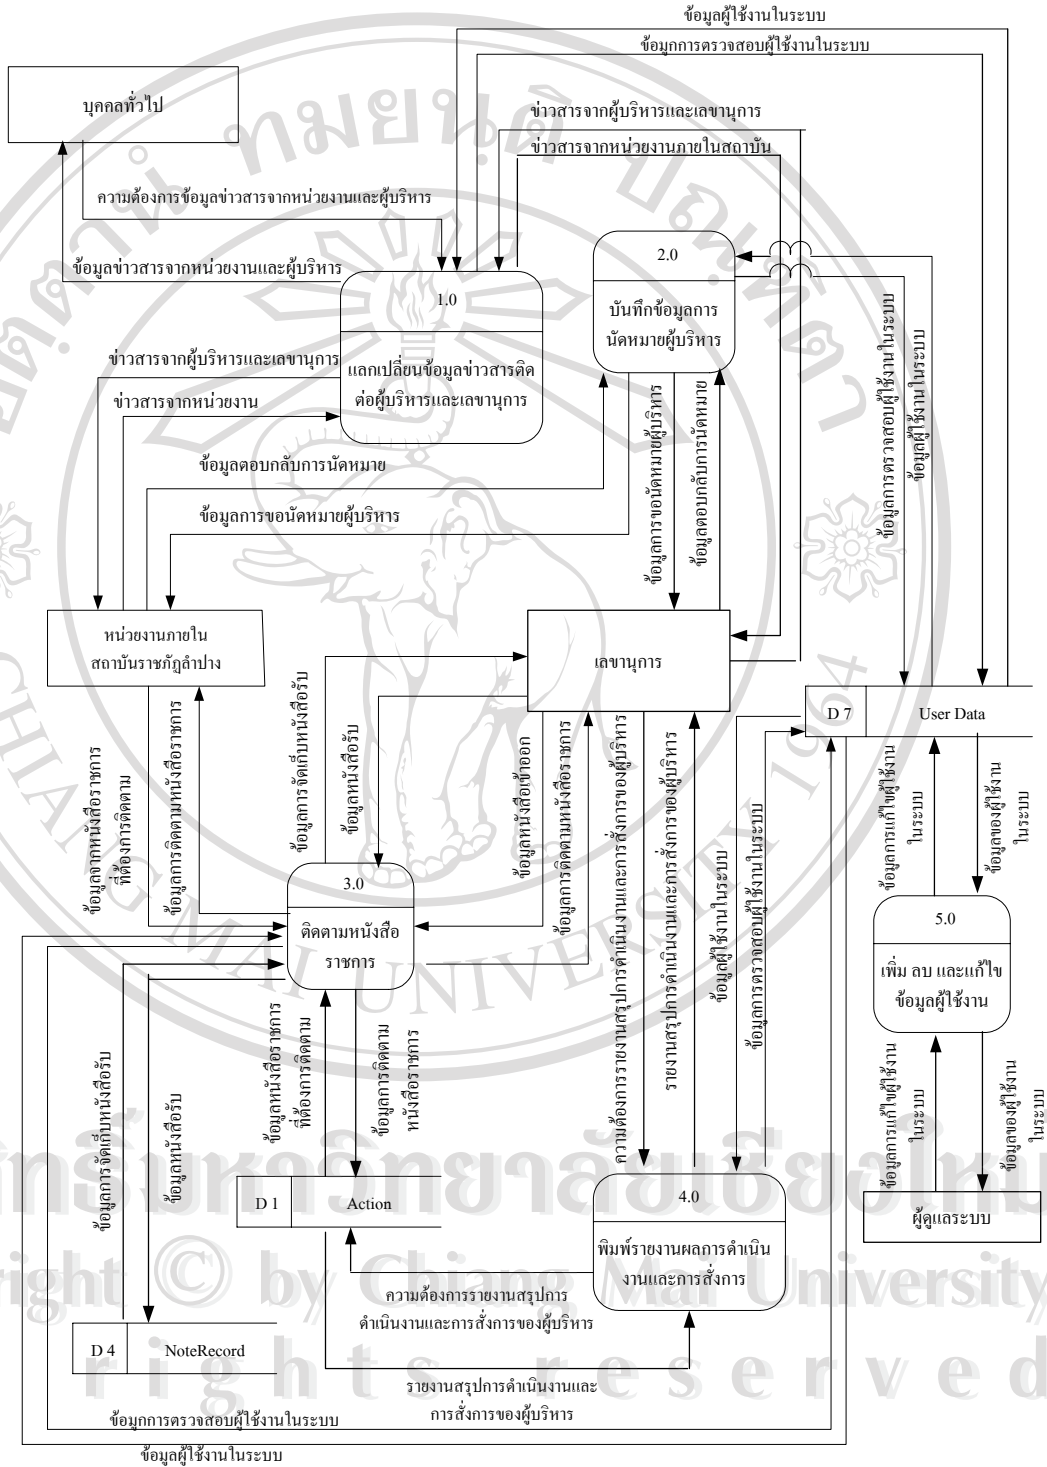 ข้อมูลผู้ใช้งานในระบบ
ข้อมูกการตรวจสอบผู้ใช้งานในระบบ
บุคคลทั่วไป
ข่าวสารจากผู้บริหารและเลขานุการ
ข่าวสารจากหน่วยงานภายในสถาบัน
ความต้องการข้อมูลข่าวสารจากหน่วยงานและผู้บริหาร
ข้อมูลข่าวสารจากหน่วยงานและผู้บริหาร
1.0
แลกเปลี่ยนข้อมูลข่าวสารติด
ต่อผู้บริหารและเลขานุการ
2.0
บันทึกข้อมูลการ
นัดหมายผู้บริหาร
ข่าวสารจากผู้บริหารและเลขานุการ
ข่าวสารจากหน่วยงาน
ข้อมูลตอบกลับการนัดหมาย
ข้อมูลการขอนัดหมายผู้บริหาร
ข้อมูลการขอนัดหมายผู้บริหาร
ข้อมูลตอบกลับการนัดหมาย
ข้อมูลการตรวจสอบผู้ใช้งานในระบบ
ข้อมูลผู้ใช้งานในระบบ
หน่วยงานภายใน
สถาบันราชภัฏลำปาง
เลขานุการ
D 7
User Data
ข้อมูลจากหนังสือราชการ
ที่ต้องการติดตาม
ข้อมูลการติดตามหนังสือราชการ
ข้อมูลการจัดเก็บหนังสือรับ
ข้อมูลหนังสือรับ
ข้อมูลหนังสือเข้าออก
ข้อมูลการติดตามหนังสือราชการ
ความต้องการรายงานสรุปการดำเนินงานและการสั่งการของผู้บริหาร
รายงานสรุปการดำเนินงานและการสั่งการของผู้บริหาร
ข้อมูลผู้ใช้งานในระบบ
ข้อมูลการตรวจสอบผู้ใช้งานในระบบ
ข้อมูลการแก้ไขผู้ใช้งาน
ในระบบ
ข้อมูลของผู้ใช้งาน
ในระบบ
3.0
ติดตามหนังสือ
ราชการ
5.0
เพิ่ม ลบ และแก้ไข
ข้อมูลผู้ใช้งาน
ข้อมูลการจัดเก็บหนังสือรับ
ข้อมูลหนังสือรับ
ข้อมูลหนังสือราชการ
ที่ต้องการติดตาม
ข้อมูลการติดตาม
หนังสือราชการ
ข้อมูลการแก้ไขผู้ใช้งาน
ในระบบ
ข้อมูลของผู้ใช้งาน
ในระบบ
D 1
Action
4.0
พิมพ์รายงานผลการดำเนิน
งานและการสั่งการ
ผู้ดูแลระบบ
ความต้องการรายงานสรุปการ
ดำเนินงานและการสั่งการของผู้บริหาร
D 4
NoteRecord
รายงานสรุปการดำเนินงานและ
การสั่งการของผู้บริหาร
ข้อมูกการตรวจสอบผู้ใช้งานในระบบ
ข้อมูลผู้ใช้งานในระบบ
CHIANG MAI UNIVERSITY 1964
right © by Chiang Mai University
rights reserved